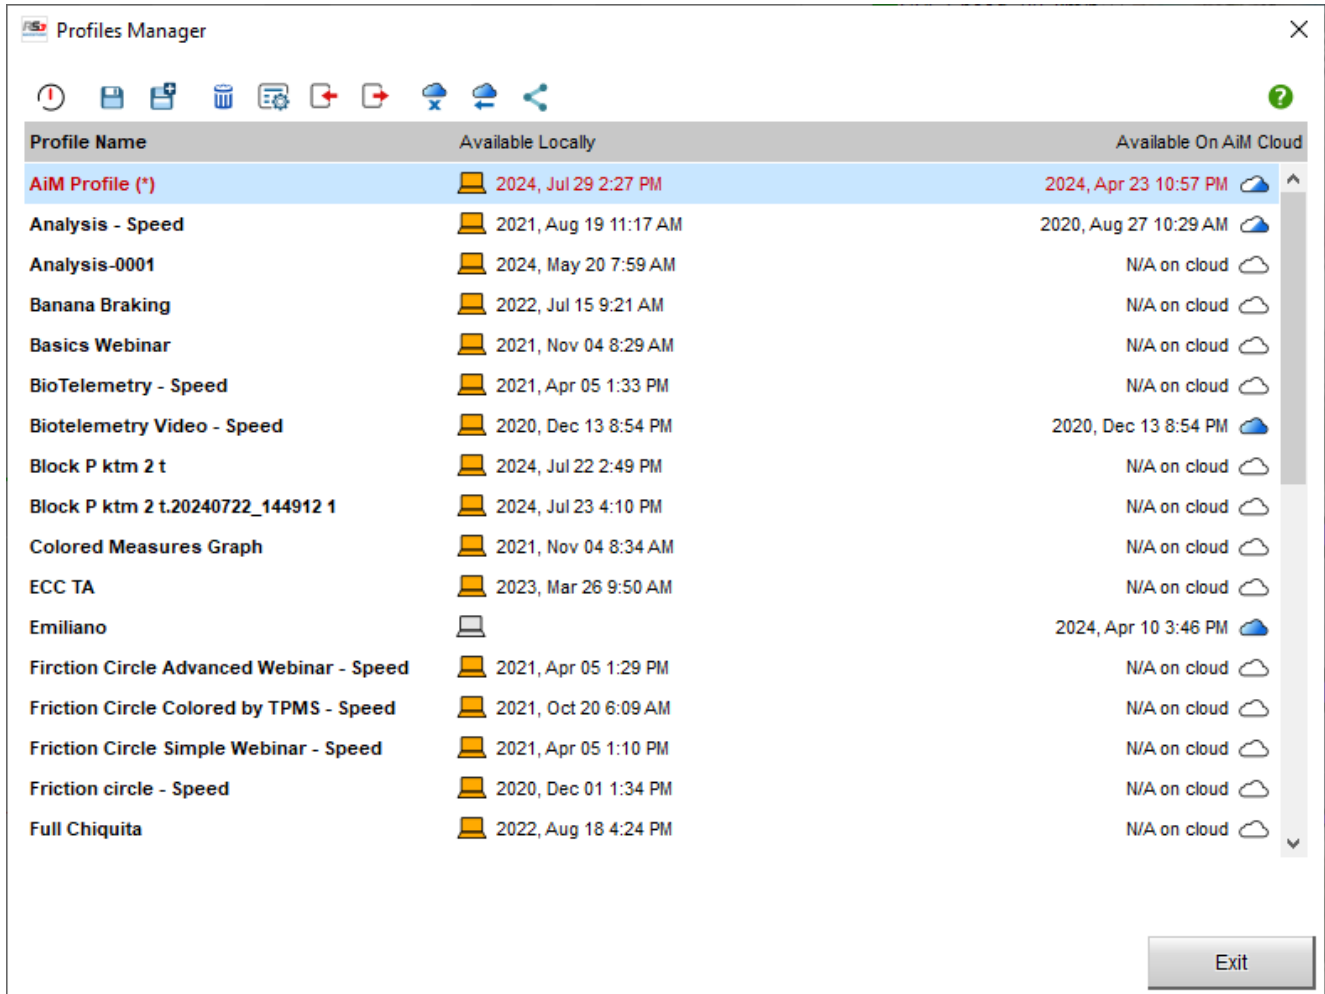 RS3 Profiles Manager
?
Profile Name Available Locally Available On AiM Cloud
AiM Profile (*) 2024, Jul 29 2:27 PM 2024, Apr 23 10:57 PM
Analysis - Speed 2021, Aug 19 11:17 AM 2020, Aug 27 10:29 AM
Analysis-0001 2024, May 20 7:59 AM N/A on cloud
Banana Braking 2022, Jul 15 9:21 AM N/A on cloud
Basics Webinar 2021, Nov 04 8:29 AM N/A on cloud
BioTelemetry - Speed 2021, Apr 05 1:33 PM N/A on cloud
Biotelemetry Video - Speed 2020, Dec 13 8:54 PM 2020, Dec 13 8:54 PM
Block P ktm 2 t 2024, Jul 22 2:49 PM N/A on cloud
Block P ktm 2 t.20240722_144912 1 2024, Jul 23 4:10 PM N/A on cloud
Colored Measures Graph 2021, Nov 04 8:34 AM N/A on cloud
ECC TA 2023, Mar 26 9:50 AM N/A on cloud
Emiliano 2024, Apr 10 3:46 PM
Firction Circle Advanced Webinar - Speed 2021, Apr 05 1:29 PM N/A on cloud
Friction Circle Colored by TPMS - Speed 2021, Oct 20 6:09 AM N/A on cloud
Friction Circle Simple Webinar - Speed 2021, Apr 05 1:10 PM N/A on cloud
Friction circle - Speed 2020, Dec 01 1:34 PM N/A on cloud
Full Chiquita 2022, Aug 18 4:24 PM N/A on cloud
Exit